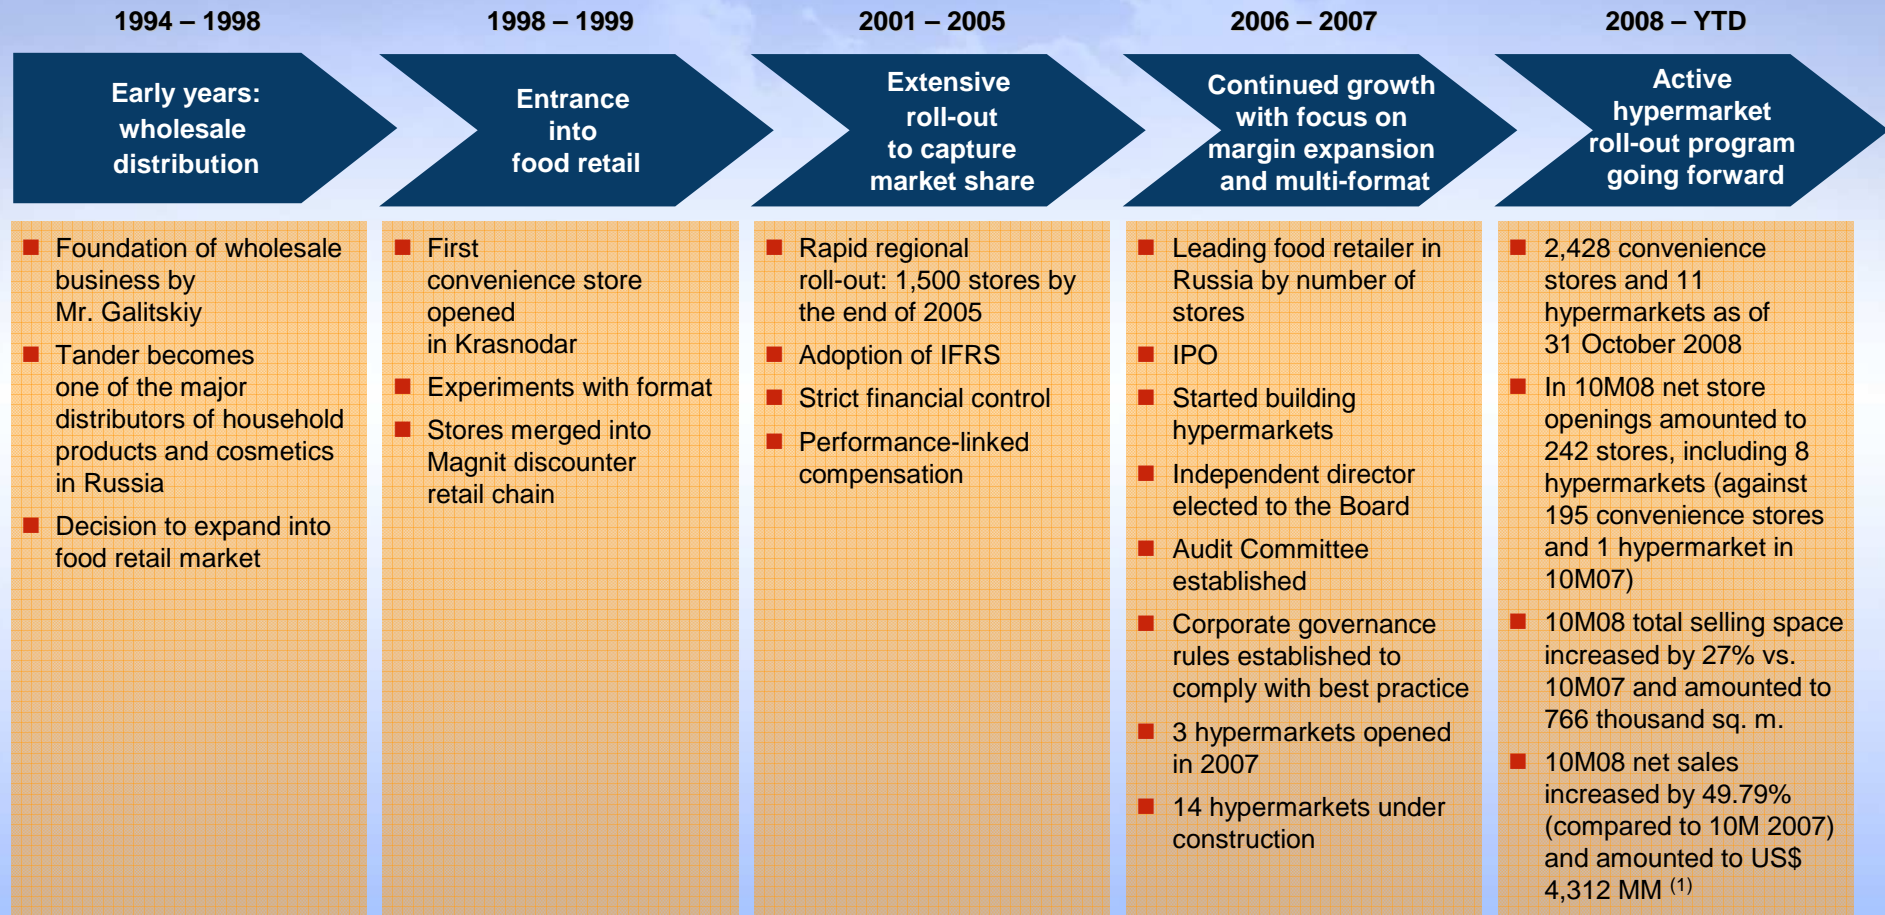 1994 – 1998
Early years:
wholesale
distribution
Foundation of wholesale
business by
Mr. Galitskiy
Tander becomes
one of the major
distributors of household
products and cosmetics
in Russia
Decision to expand into
food retail market
1998 – 1999
Entrance
into
food retail
First
convenience store
opened
in Krasnodar
Experiments with format
Stores merged into
Magnit discounter
retail chain
2001 – 2005
Extensive
roll-out
to capture
market share
Rapid regional
roll-out: 1,500 stores by
the end of 2005
Adoption of IFRS
Strict financial control
Performance-linked
compensation
2006 – 2007
Continued growth
with focus on
margin expansion
and multi-format
Leading food retailer in
Russia by number of
stores
IPO
Started building
hypermarkets
Independent director
elected to the Board
Audit Committee
established
Corporate governance
rules established to
comply with best practice
3 hypermarkets opened
in 2007
14 hypermarkets under
construction
2008 – YTD
Active
hypermarket
roll-out program
going forward
2,428 convenience
stores and 11
hypermarkets as of
31 October 2008
In 10M08 net store
openings amounted to
242 stores, including 8
hypermarkets (against
195 convenience stores
and 1 hypermarket in
10M07)
10M08 total selling space
increased by 27% vs.
10M07 and amounted to
766 thousand sq. m.
10M08 net sales
increased by 49.79%
(compared to 10M 2007)
and amounted to US$
4,312 MM (1)